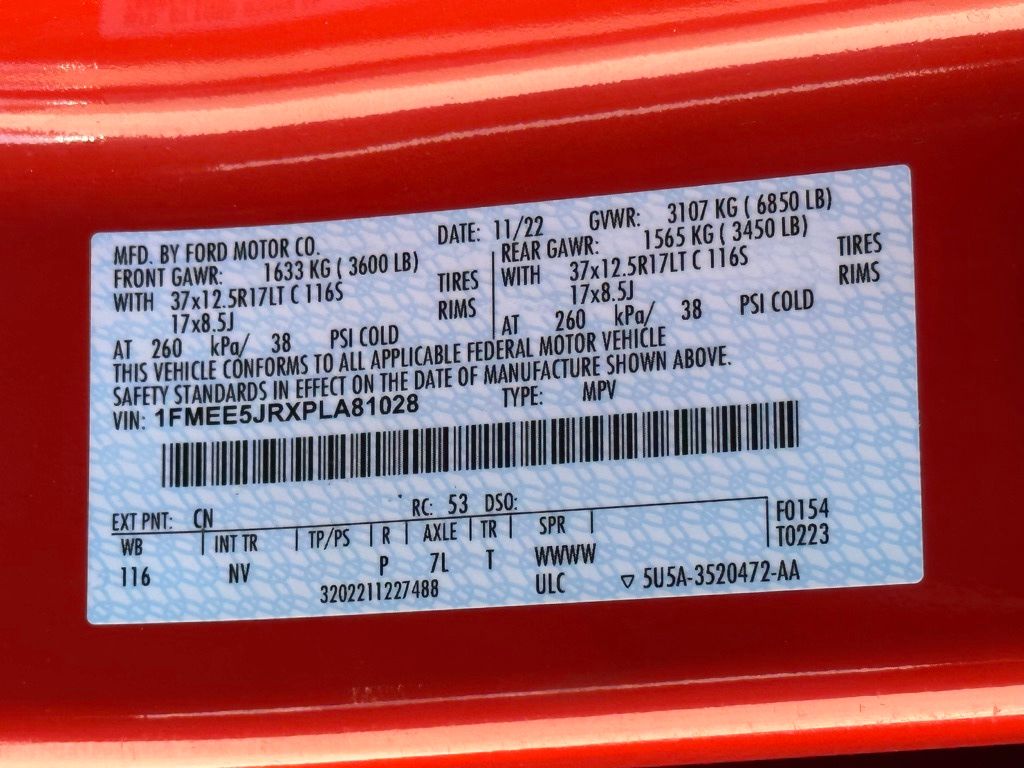 MFD. BY FORD MOTOR CO. DATE: 11/22 GVWR: 3107 KG ( 6850 LB)
FRONT GAWR: 1633 KG ( 3600 LB) REAR GAWR: 1565 KG ( 3450 LB)
WITH 37x12.5R17LT C 116S TIRES WITH 37x12.5R17LT C 116S TIRES
17x8.5J RIMS 17x8.5J RIMS
AT 260 kPa/ 38 PSI COLD AT 260 kPa/ 38 PSI COLD
THIS VEHICLE CONFORMS TO ALL APPLICABLE FEDERAL MOTOR VEHICLE
SAFETY STANDARDS IN EFFECT ON THE DATE OF MANUFACTURE SHOWN ABOVE.
VIN: 1FMEE5JRXPLA81028 TYPE: MPV
EXT PNT: CN RC: 53 DSO: F0154
WB INT TR TP/PS R AXLE TR SPR T0223
116 NV P 7L T WWWW
3202211227488 ULC ▽ 5U5A-3520472-AA